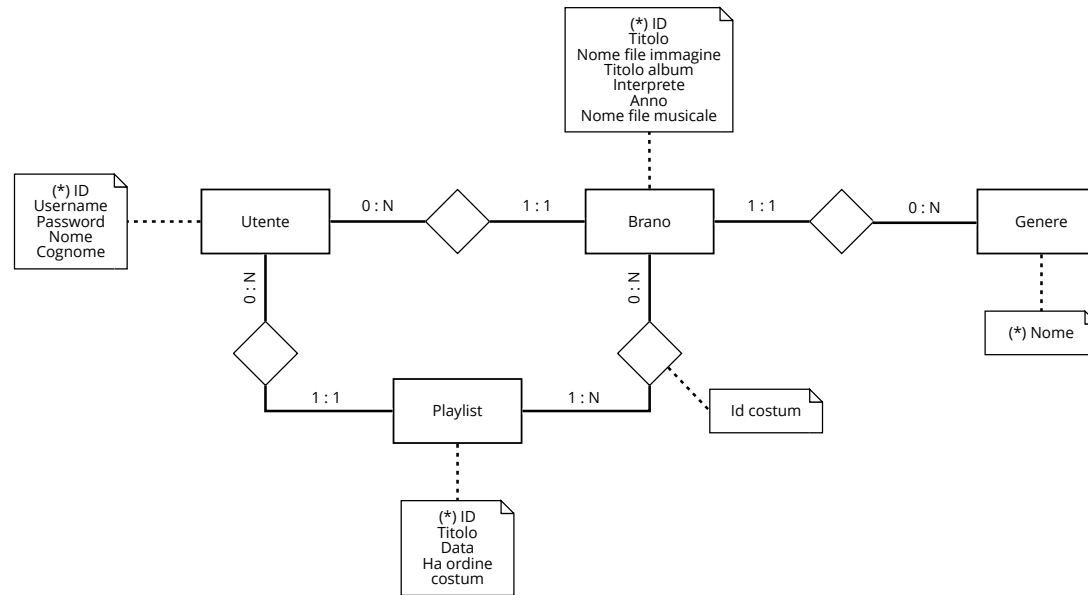 (*) ID
Titolo
Nome file immagine
Titolo album
Interprete
Anno
Nome file musicale
(*) ID
Username
Password
Nome
Cognome
Utente
0 : N
1 : 1
Brano
1 : 1
0 : N
Genere
0 : N
0 : N
(*) Nome
1 : 1
Playlist
1 : N
Id costum
(*) ID
Titolo
Data
Ha ordine
costum